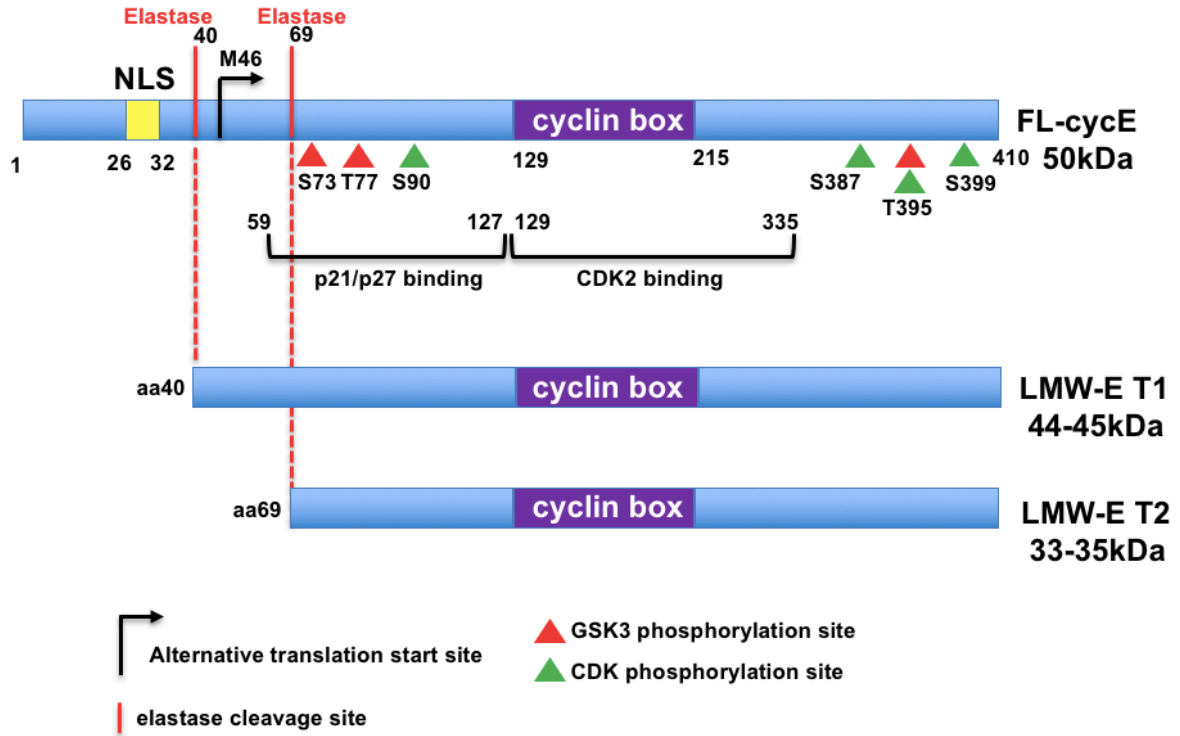 Elastase Elastase
40 69
M46
NLS
cyclin box
FL-cycE
50kDa
1 26 32 129 215 410
S73 T77 S90 S387 S399
T395
59 127 129 335
p21/p27 binding CDK2 binding
aa40 cyclin box LMW-E T1
44-45kDa
aa69 cyclin box LMW-E T2
33-35kDa
Alternative translation start site
elastase cleavage site
GSK3 phosphorylation site
CDK phosphorylation site